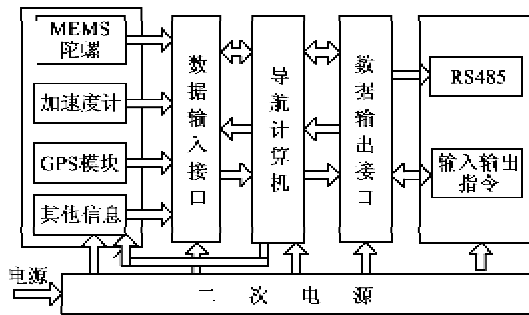 MEMS
陀螺
加速度计
GPS模块
其他信息
数据输入接口
导航计算机
数据输出接口
RS485
输入输出
指令
电源
二次电源